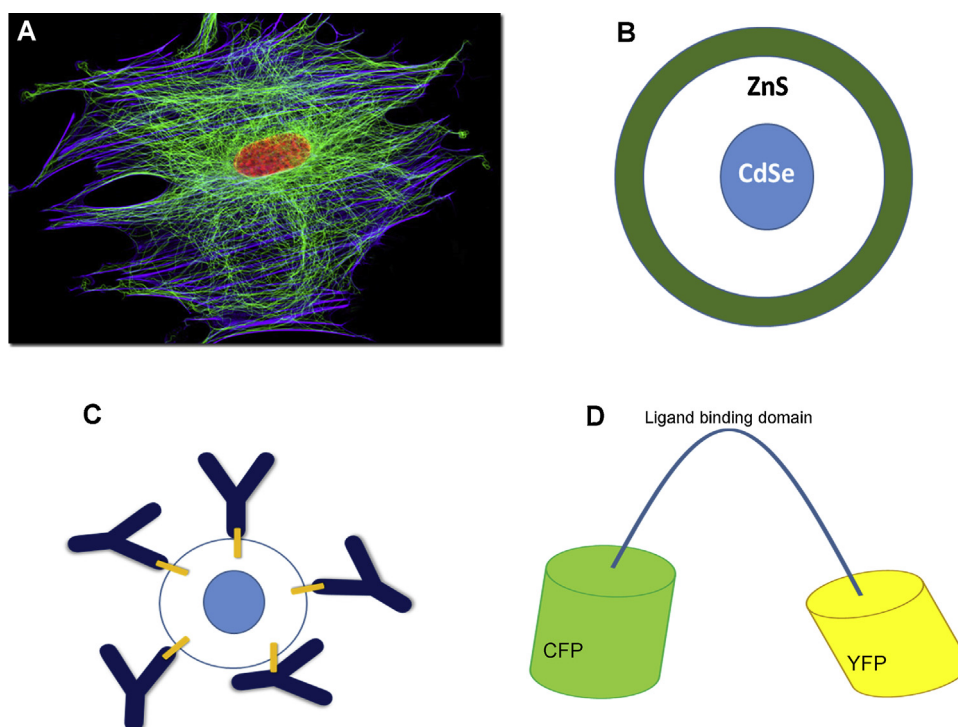 A
B
ZnS
CdSe
C
D
Ligand binding domain
CFP
YFP